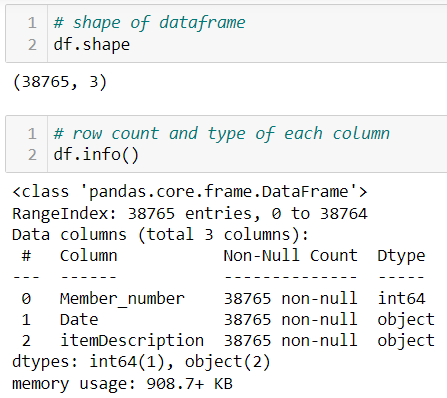 1 # shape of dataframe
2 df.shape
(38765, 3)
1 # row count and type of each column
2 df.info()
<class 'pandas.core.frame.DataFrame'>
RangeIndex: 38765 entries, 0 to 38764
Data columns (total 3 columns):
 #   Column           Non-Null Count  Dtype
---  ------           --------------  -----
 0   Member_number    38765 non-null  int64
 1   Date             38765 non-null  object
 2   itemDescription  38765 non-null  object
dtypes: int64(1), object(2)
memory usage: 908.7+ KB